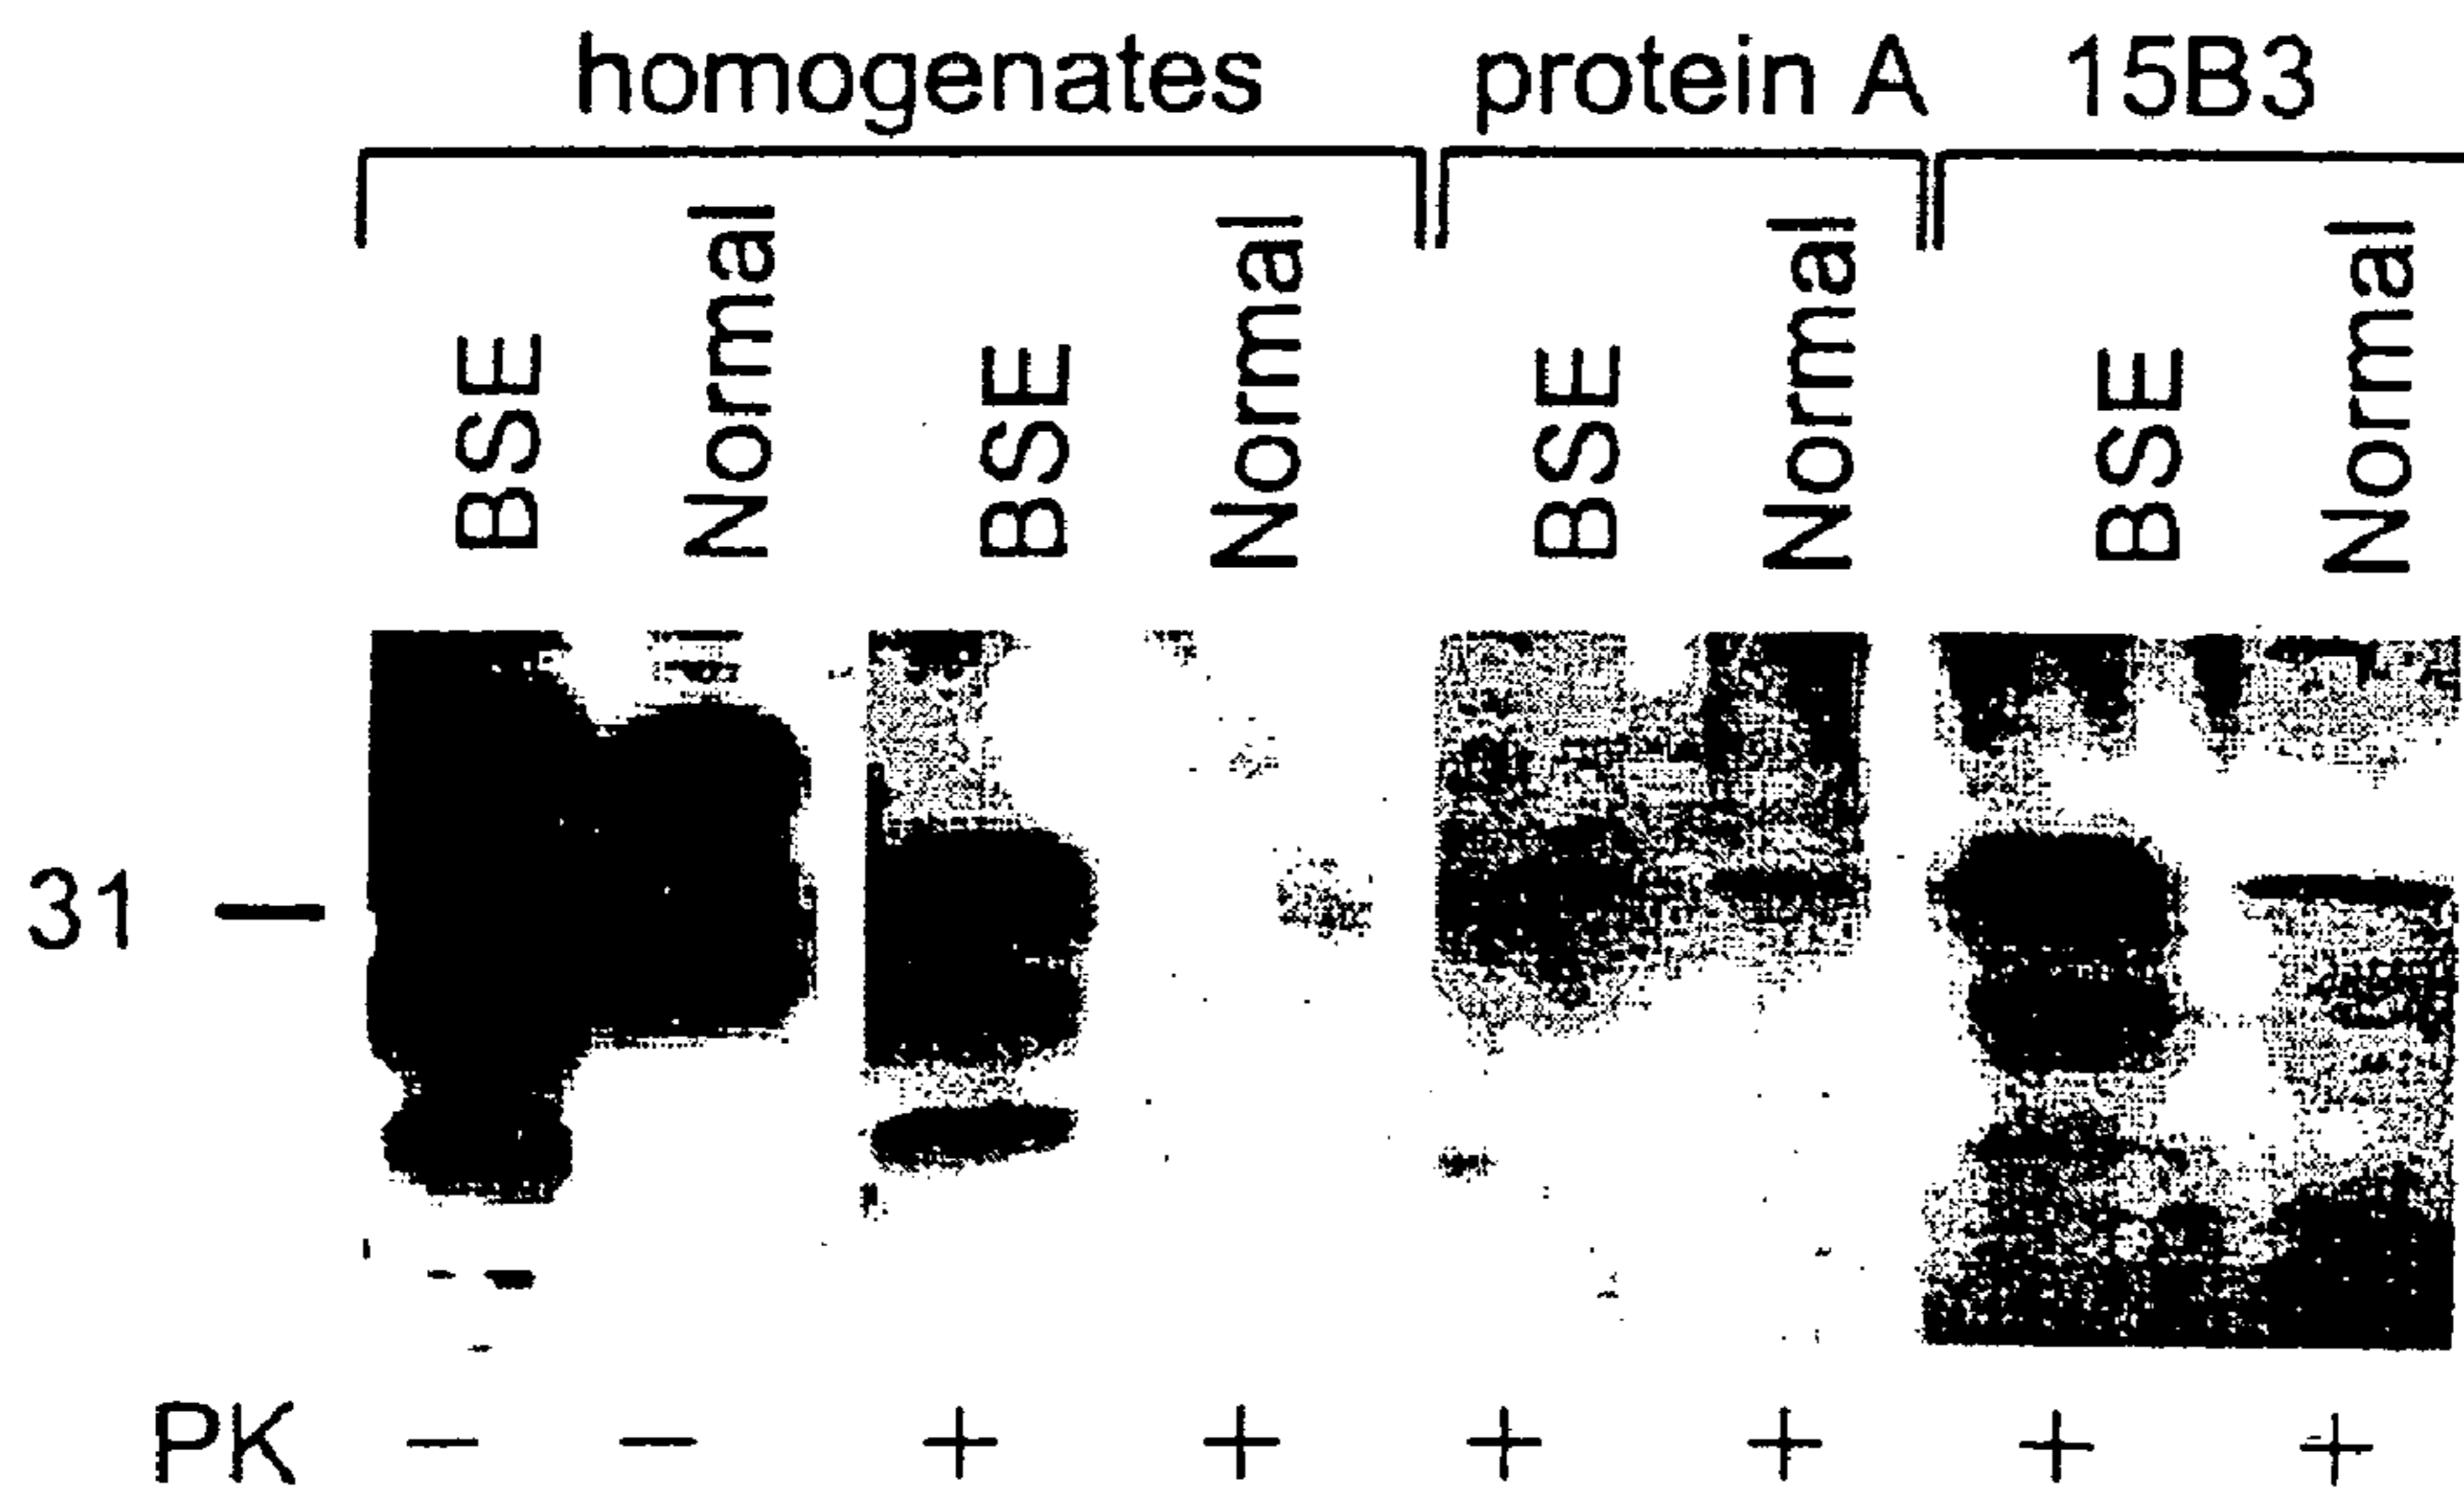 homogenates protein A 15B3
BSE Normal BSE Normal BSE Normal BSE Normal
31 —
PK — — + + + + + +